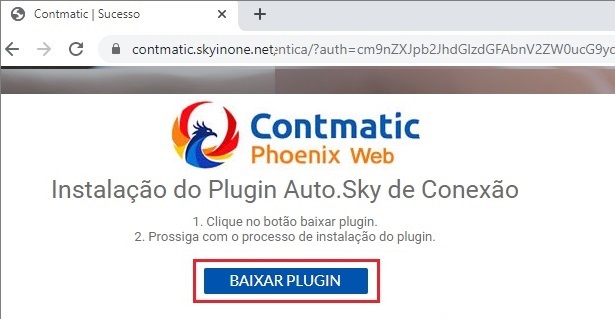 Contmatic | Sucesso
contmatic.skyinone.net/entica/?auth=cm9nZXJpb2JhdGlzdGFAbnV2ZW0ucG9yc
Contmatic
Phoenix Web
Instalação do Plugin Auto.Sky de Conexão
1. Clique no botão baixar plugin.
2. Prossiga com o processo de instalação do plugin.
BAIXAR PLUGIN